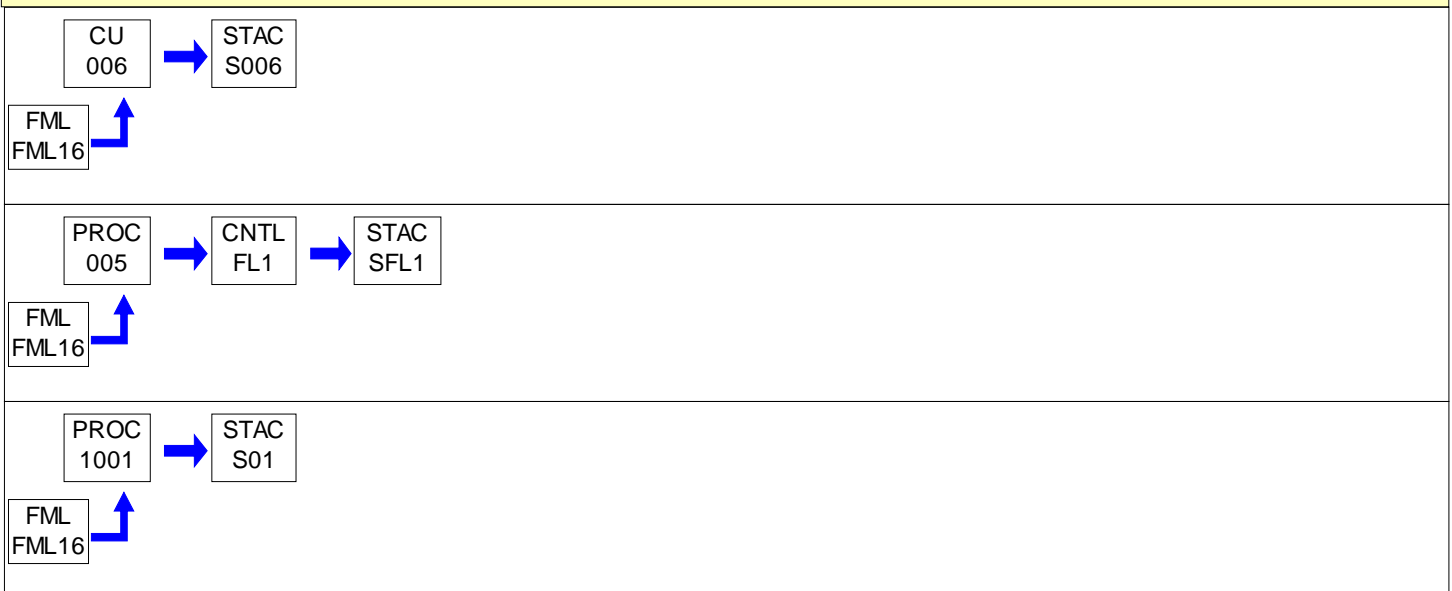 CU
006
STAC
S006
FML
FML16
PROC
005
CNTL
FL1
STAC
SFL1
FML
FML16
PROC
1001
STAC
S01
FML
FML16